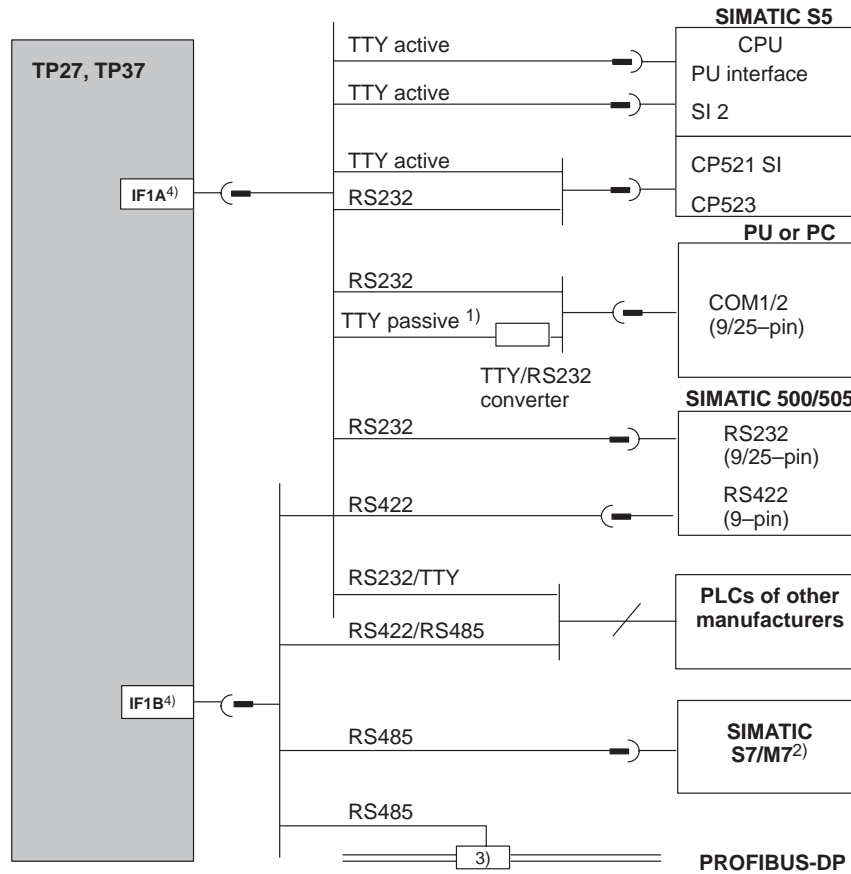 SIMATIC S5
TP27, TP37
TTY active
CPU
PU interface
TTY active
SI 2
TTY active
CP521 SI
IF1A4)
RS232
CP523
PU or PC
RS232
COM1/2
(9/25–pin)
TTY passive 1)
TTY/RS232
converter
SIMATIC 500/505
RS232
RS232
(9/25–pin)
RS422
RS422
(9–pin)
RS232/TTY
PLCs of other
manufacturers
RS422/RS485
IF1B4)
RS485
SIMATIC
S7/M72)
RS485
3)
PROFIBUS-DP